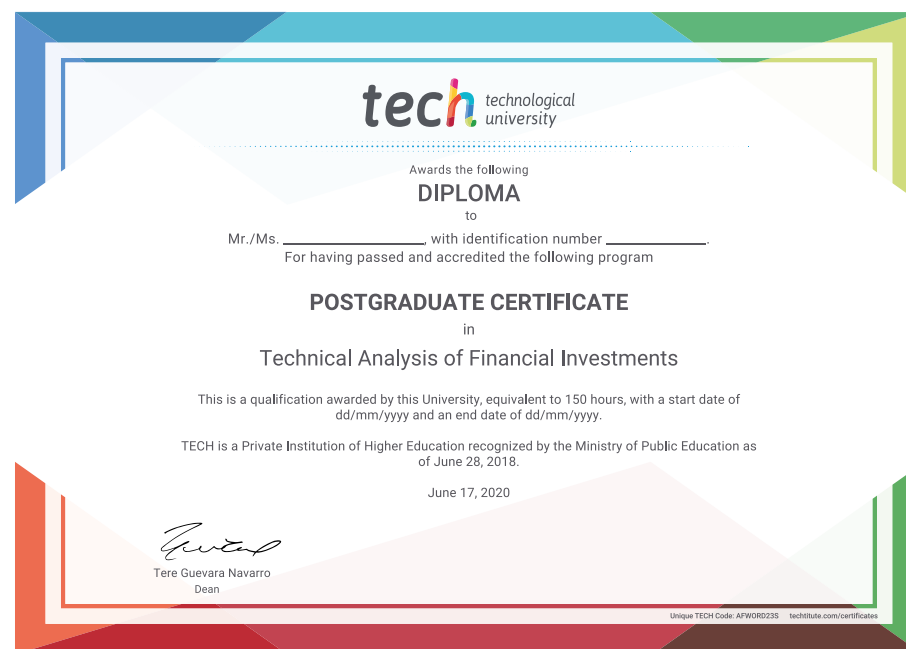 tech technological
university
Awards the following
DIPLOMA
to
Mr./Ms. ____________, with identification number ____________.
For having passed and accredited the following program
POSTGRADUATE CERTIFICATE
in
Technical Analysis of Financial Investments
This is a qualification awarded by this University, equivalent to 150 hours, with a start date of
dd/mm/yyyy and an end date of dd/mm/yyyy.
TECH is a Private Institution of Higher Education recognized by the Ministry of Public Education as
of June 28, 2018.
June 17, 2020
Tere Guevara Navarro
Dean
Unique TECH Code: AFWORD23S techtitute.com/certificates